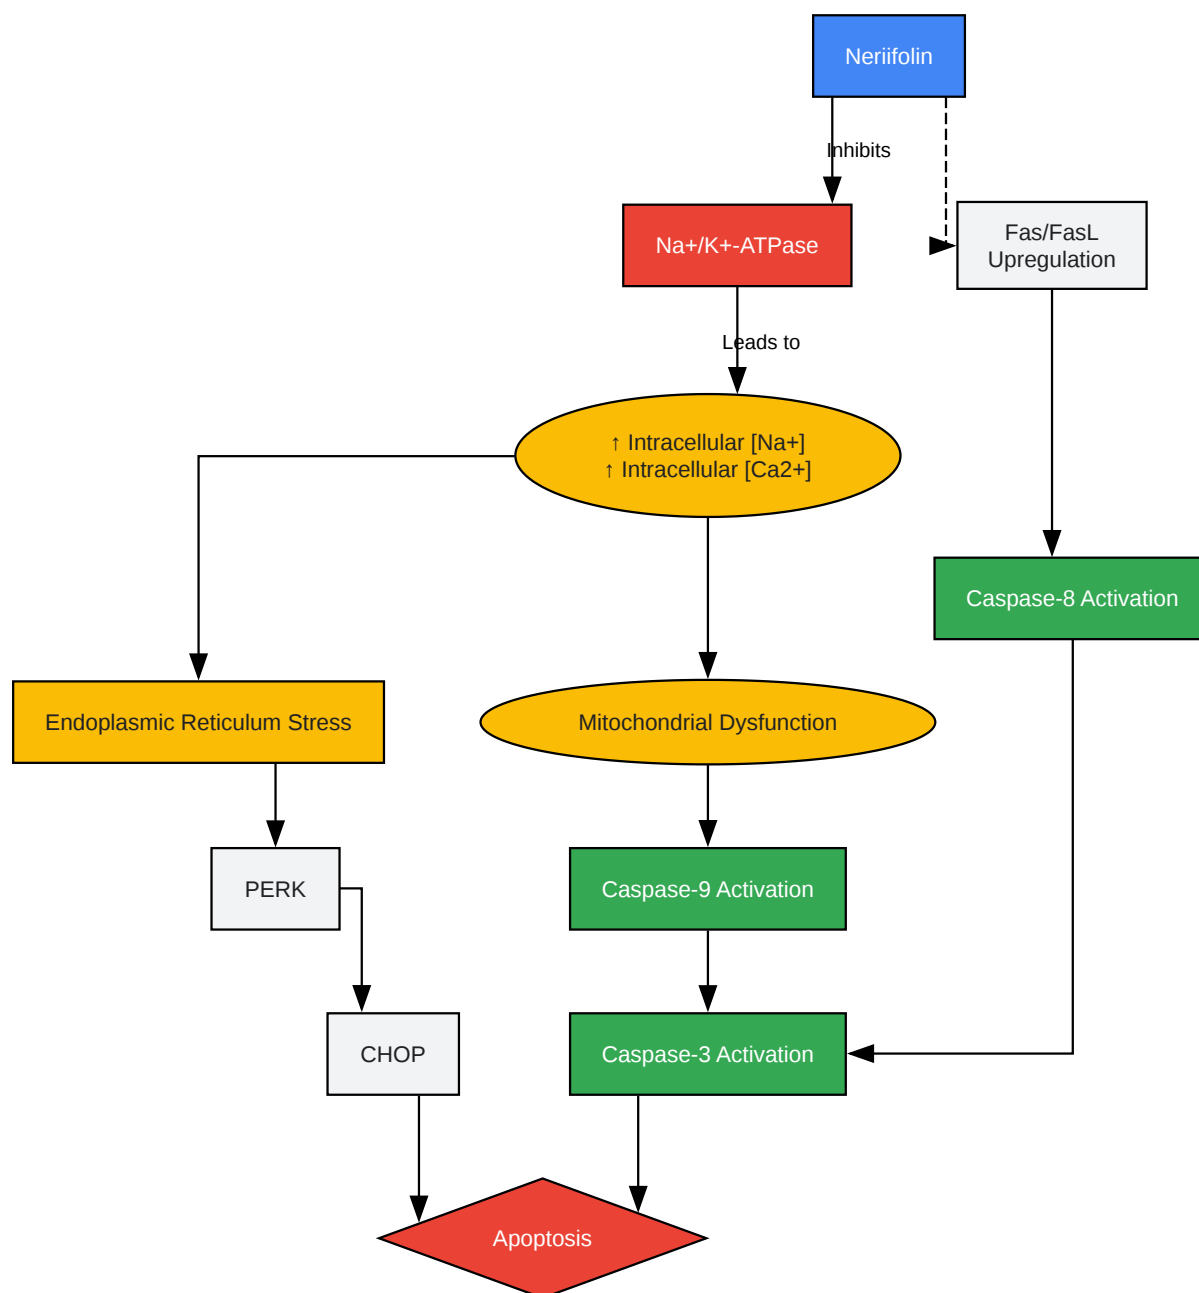 Neriifolin
Inhibits
Na+/K+-ATPase
Fas/FasL
Upregulation
Leads to
↑ Intracellular [Na+]
↑ Intracellular [Ca2+]
Caspase-8 Activation
Endoplasmic Reticulum Stress
Mitochondrial Dysfunction
PERK
Caspase-9 Activation
CHOP
Caspase-3 Activation
Apoptosis